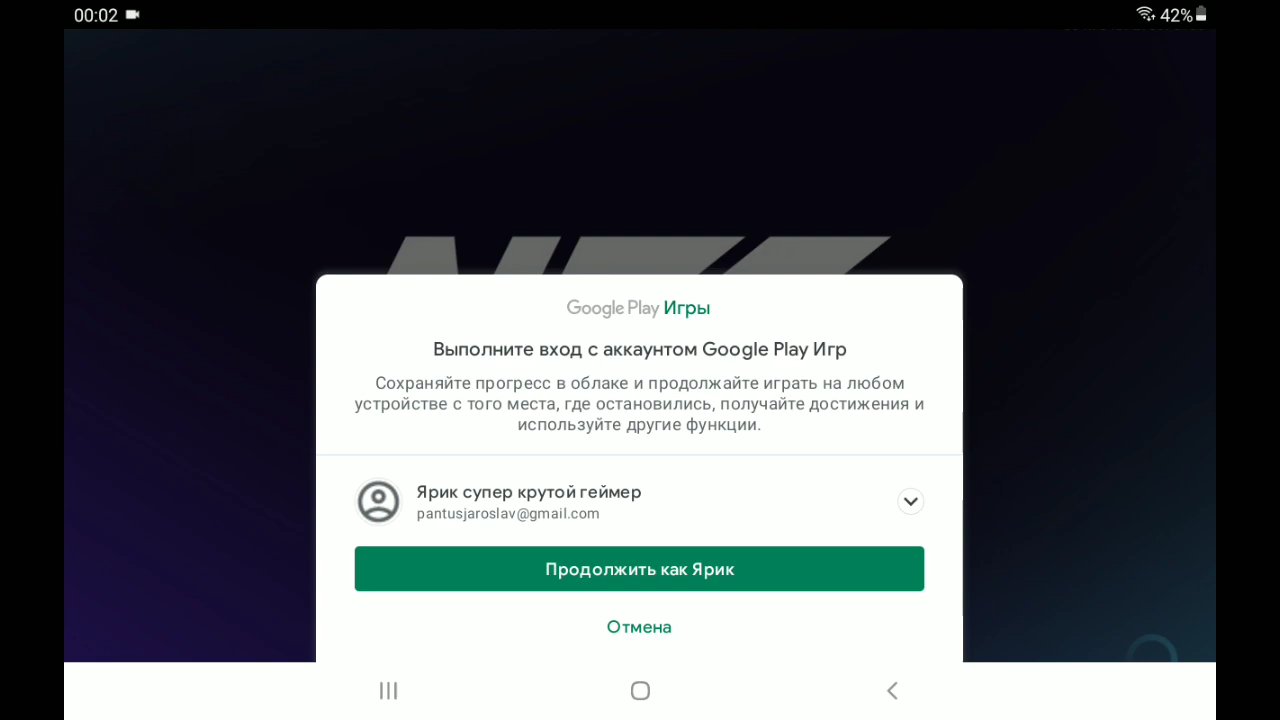 00:02
42%
Google Play Игры
Выполните вход с аккаунтом Google Play Игр
Сохраняйте прогресс в облаке и продолжайте играть на любом
устройстве с того места, где остановились, получайте достижения и
используйте другие функции.
Ярик супер крутой геймер
pantusjaroslav@gmail.com
Продолжить как Ярик
Отмена